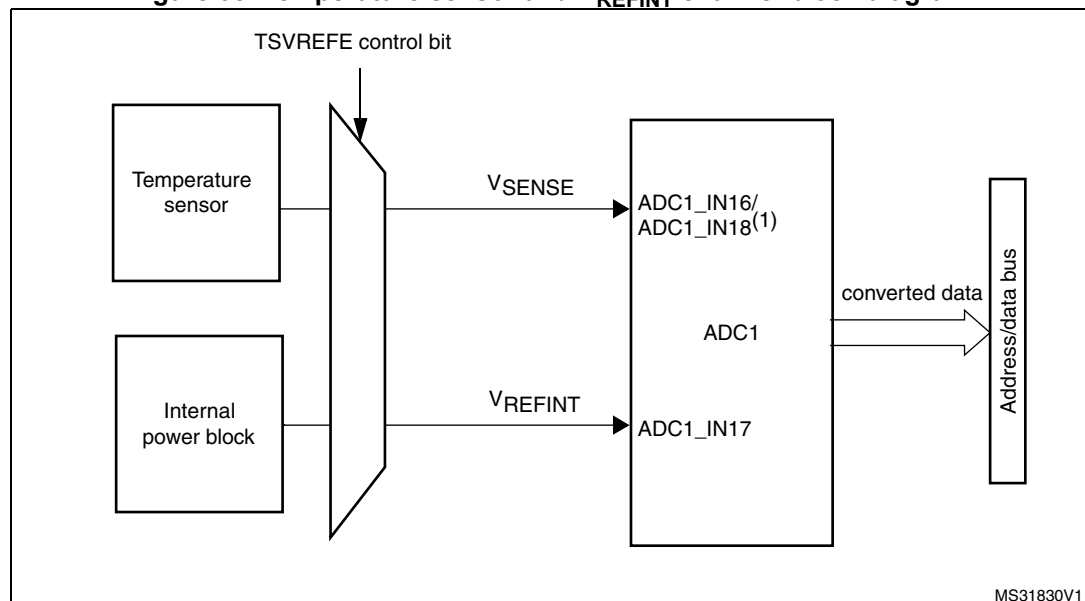 REFINT
TSVREFE control bit
Temperature
sensor
VSENSE
ADC1_IN16/
ADC1_IN18(1)
converted data
Address/data bus
ADC1
Internal
power block
VREFINT
ADC1_IN17
MS31830V1